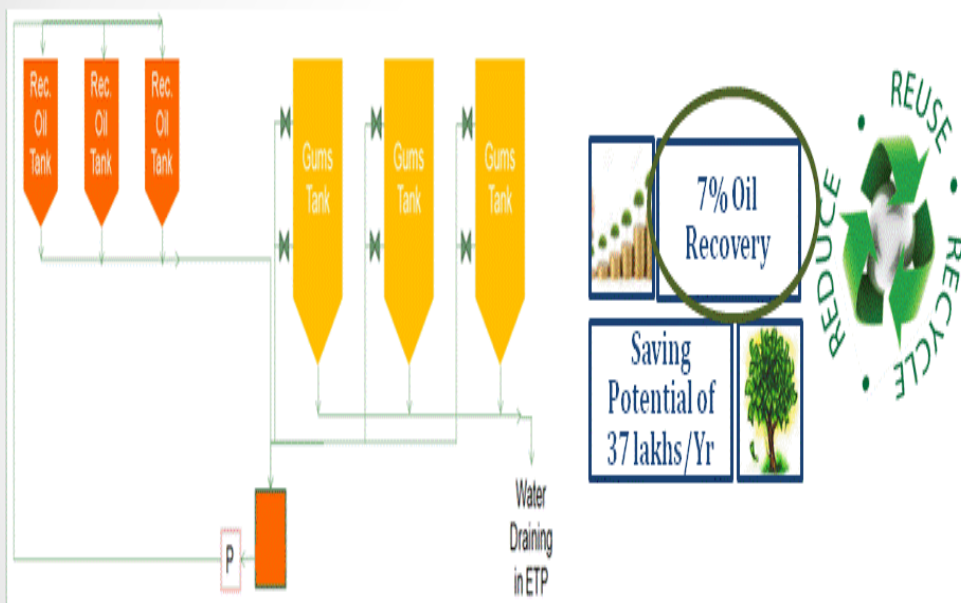 Rec.
Oil
Tank
Rec.
Oil
Tank
Rec.
Oil
Tank
Gums
Tank
Gums
Tank
Gums
Tank
P
Water
Draining
in ETP
7% Oil
Recovery
Saving
Potential of
37 lakhs/Yr
REDUCE
REUSE
RECYCLE